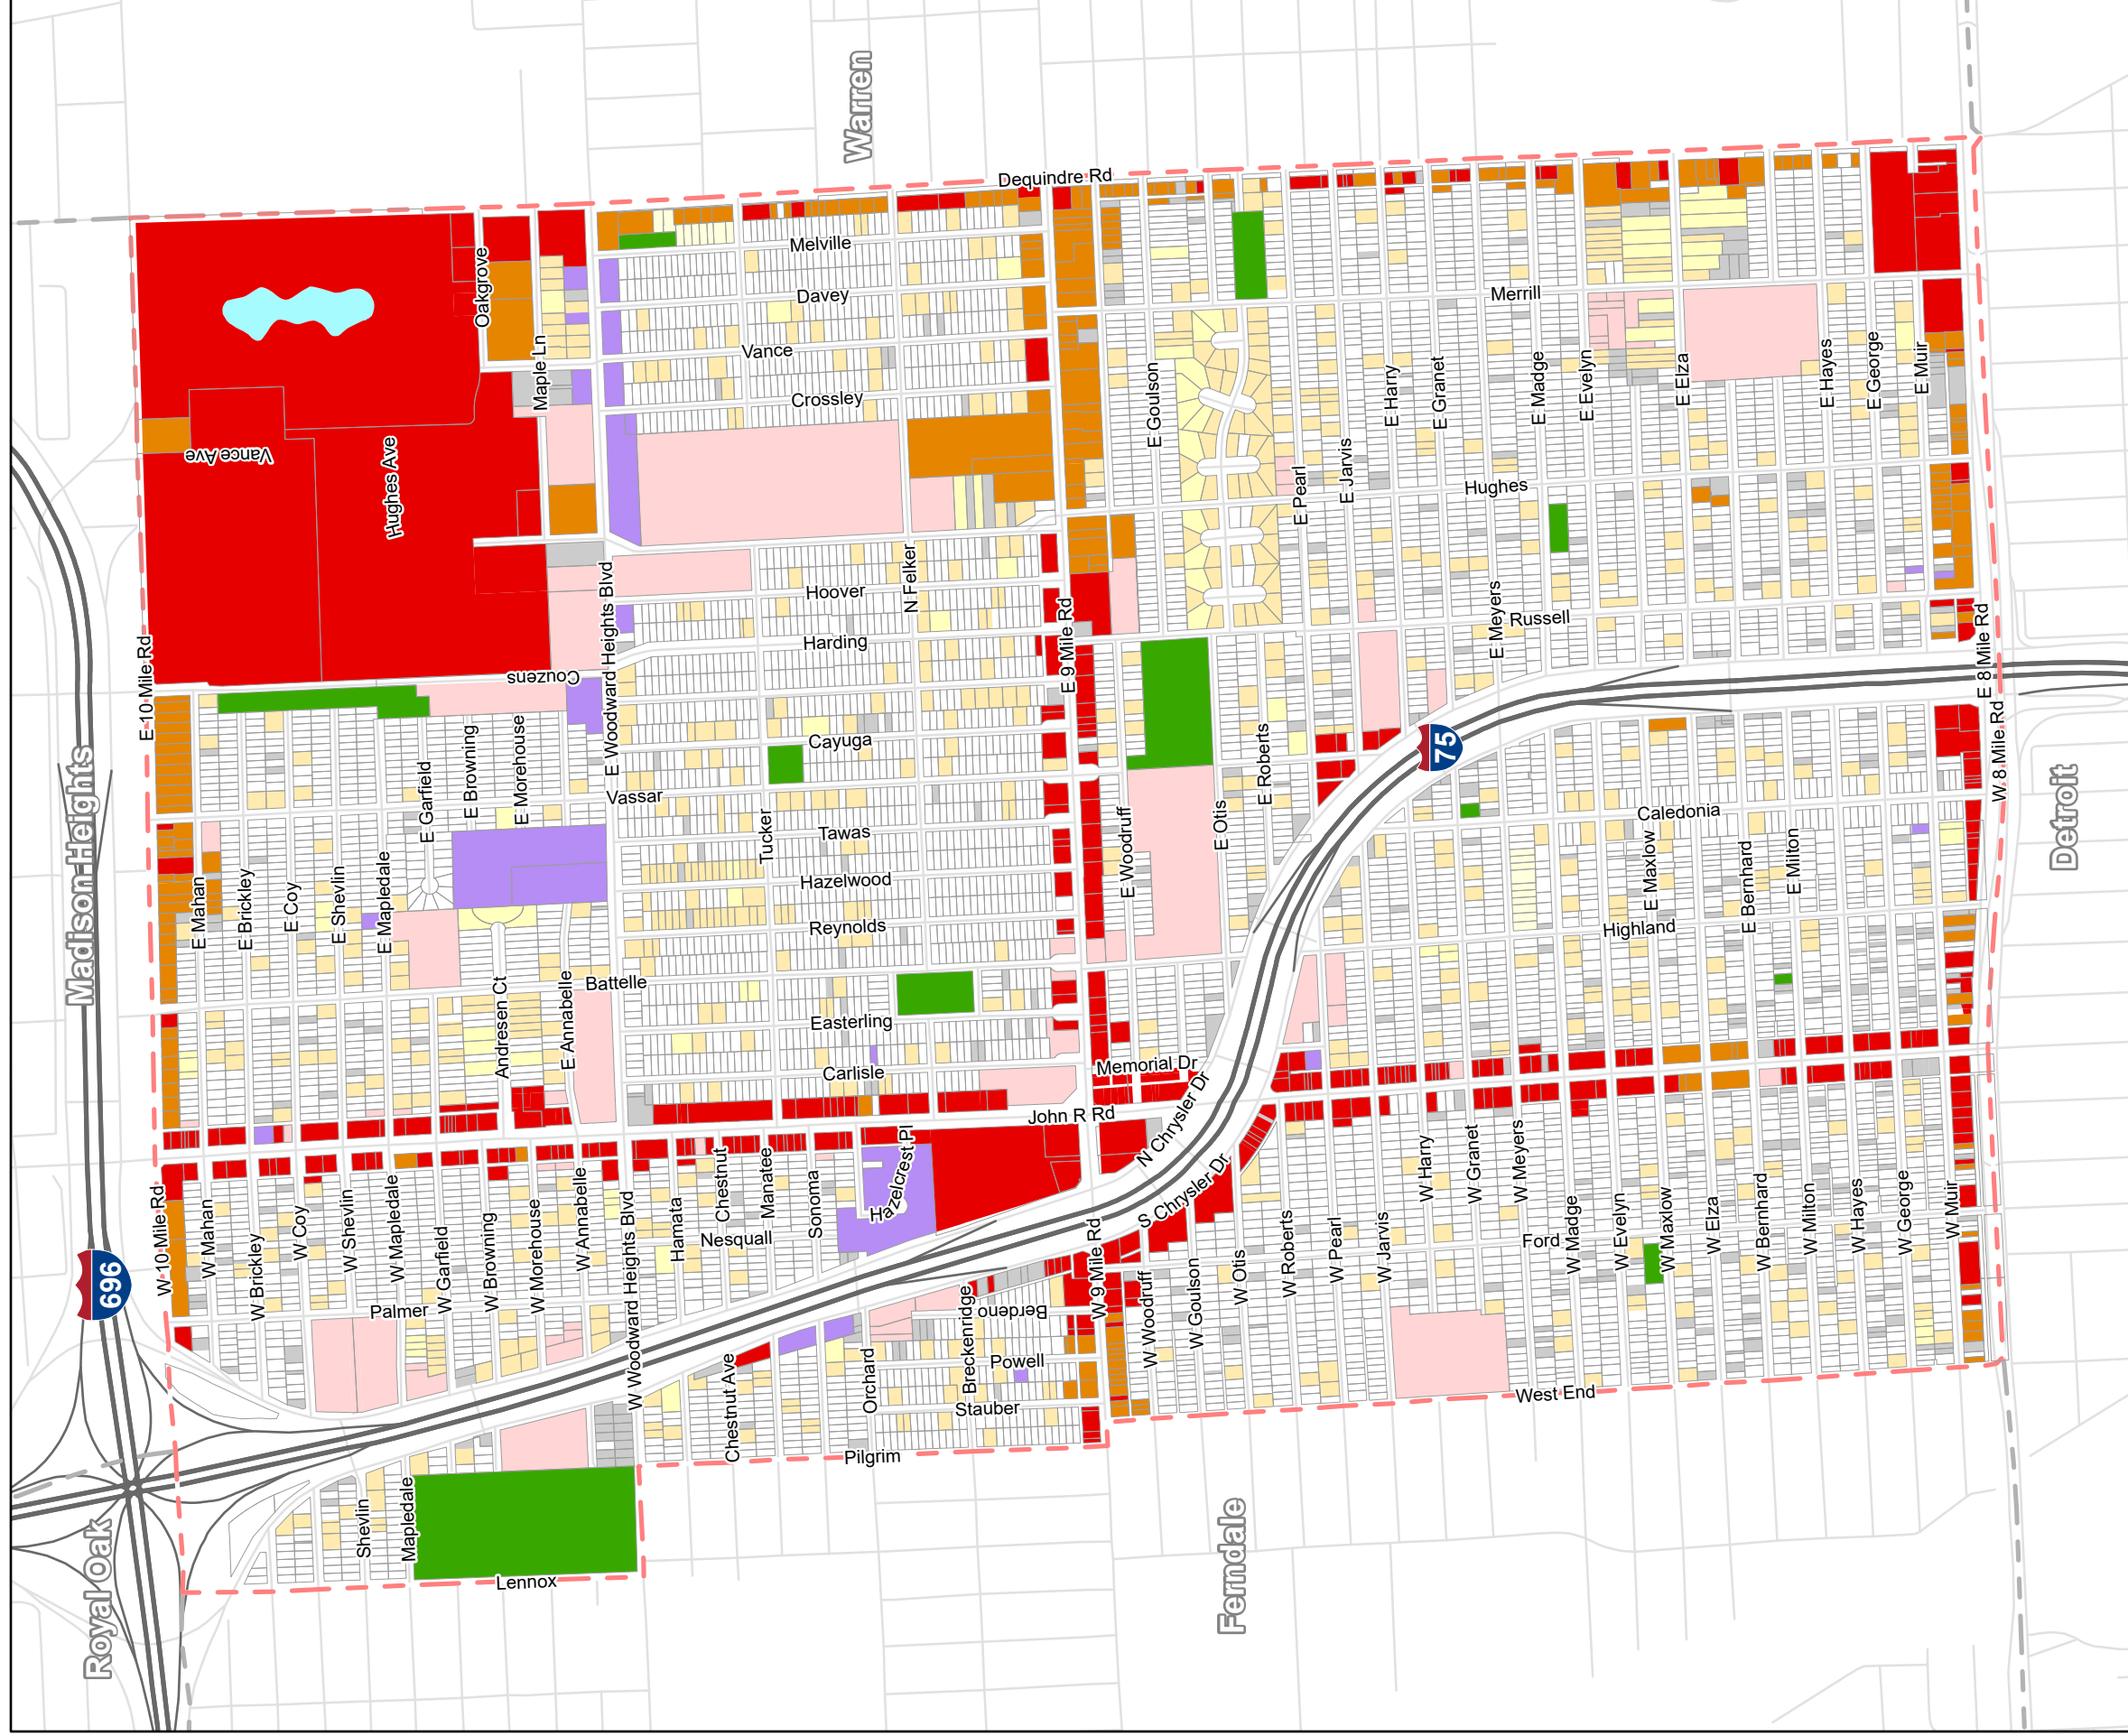 Warren
Dequindre Rd
Melville
Oakgrove
Davey
Merrill
Vance
Maple Ln
Crossley
E Goulson
E Harry
E Granet
E Madge
E Evelyn
E Elza
E Hayes
E George
E Muir
Vance Ave
Hughes Ave
E Jarvis
E Pearl
Hughes
N Felker
Hoover
E Meyers
Russell
E Woodward Heights Blvd
Harding
E 9 Mile Rd
E 10 Mile Rd
Couzens
E 8 Mile Rd
W 8 Mile Rd
75
Cayuga
E Roberts
E Garfield
E Browning
E Morehouse
Vassar
Caledonia
Detroit
Madison Heights
Tucker
Tawas
E Woodruff
E Otis
E Maxlow
E Bernhard
E Milton
E Mahan
E Brickley
E Coy
E Shevlin
E Mapledale
Hazelwood
Reynolds
Highland
Battelle
Andresen Ct
E Annabelle
Easterling
Carlisle
Memorial Dr
John R Rd
N Chrysler Dr
S Chrysler Dr
Hazelcrest Pl
W Harry
W Granet
W Meyers
W 10 Mile Rd
W Mahan
W Brickley
W Coy
W Shevlin
W Mapledale
W Garfield
W Browning
W Morehouse
W Annabelle
W Woodward Heights Blvd
Hamata
Chestnut
Manatee
Sonoma
Nesquall
W 9 Mile Rd
W Woodruff
W Goulson
W Otis
W Roberts
W Pearl
W Jarvis
Ford
W Madge
W Evelyn
W Maxlow
W Elza
W Bernhard
W Milton
W Hayes
W George
W Muir
696
Palmer
Berdeno
Breckenridge
Powell
Orchard
Chestnut Ave
Stauber
West End
Pilgrim
Shevlin
Mapledale
Lennox
Royal Oak
Ferndale